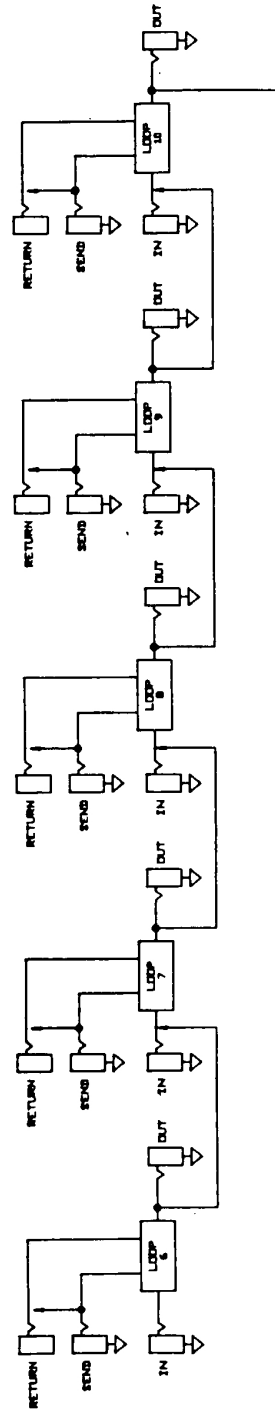 RETURN
SEND
IN
LOOP
6
OUT
RETURN
SEND
IN
LOOP
7
OUT
RETURN
SEND
IN
LOOP
8
OUT
RETURN
SEND
IN
LOOP
9
OUT
RETURN
SEND
IN
LOOP
10
OUT